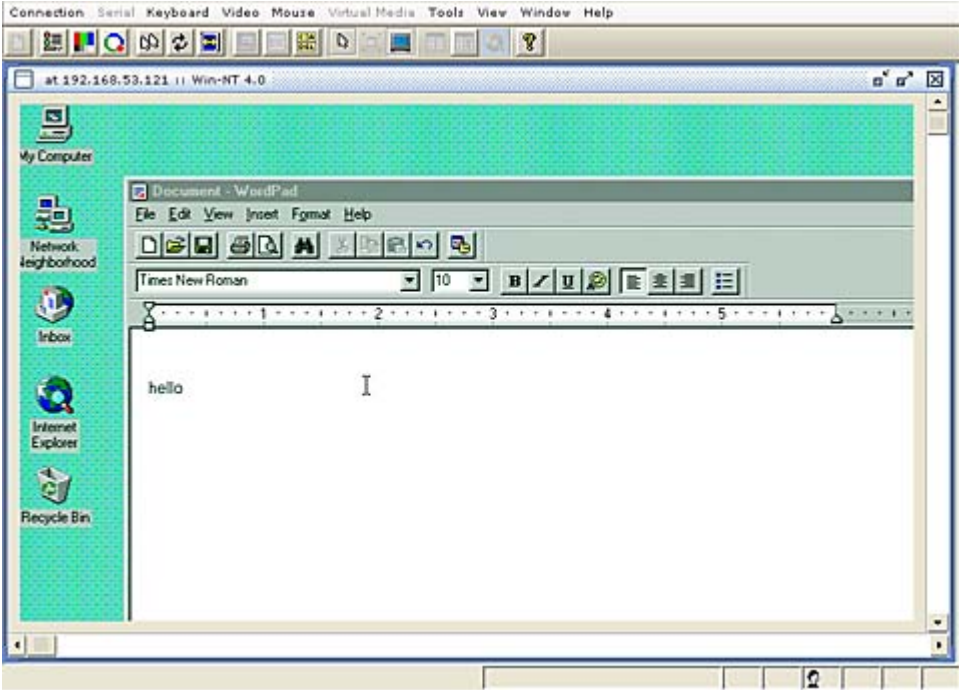 Connection Serial Keyboard Video Mouse Virtual Media Tools View Window Help
at 192.168.53.121 :: Win-NT 4.0
My Computer
Document - WordPad
File Edit View Insert Format Help
Network
Neighborhood
Times New Roman 10 B I U
1 2 3 4 5
Inbox
hello
Internet
Explorer
Recycle Bin